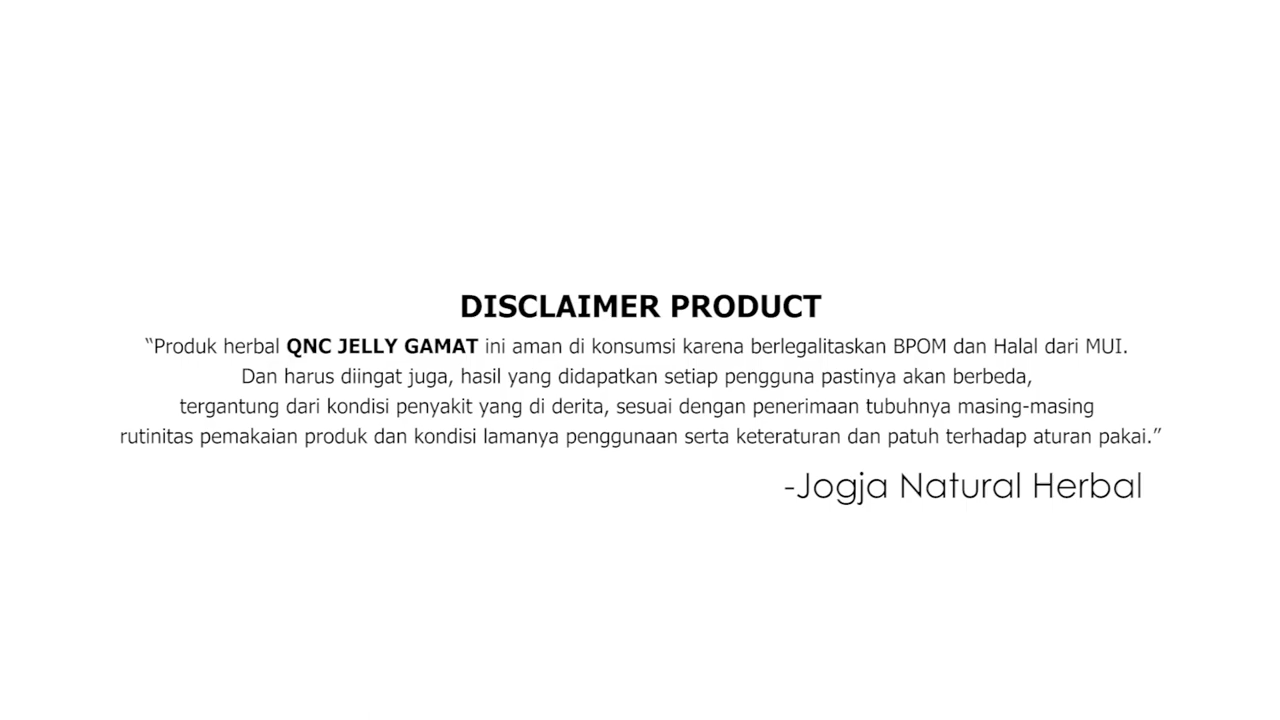 DISCLAIMER PRODUCT
“Produk herbal QNC JELLY GAMAT ini aman di konsumsi karena berlegalitaskan BPOM dan Halal dari MUI.
Dan harus diingat juga, hasil yang didapatkan setiap pengguna pastinya akan berbeda,
tergantung dari kondisi penyakit yang di derita, sesuai dengan penerimaan tubuhnya masing-masing
rutinitas pemakaian produk dan kondisi lamanya penggunaan serta keteraturan dan patuh terhadap aturan pakai.”
-Jogja Natural Herbal